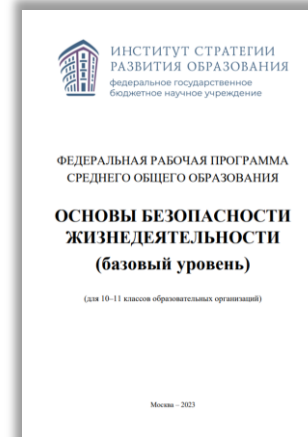 ИНСТИТУТ СТРАТЕГИИ
РАЗВИТИЯ ОБРАЗОВАНИЯ
федеральное государственное
бюджетное научное учреждение
ФЕДЕРАЛЬНАЯ РАБОЧАЯ ПРОГРАММА
СРЕДНЕГО ОБЩЕГО ОБРАЗОВАНИЯ
ОСНОВЫ БЕЗОПАСНОСТИ
ЖИЗНЕДЕЯТЕЛЬНОСТИ
(базовый уровень)
(для 10–11 классов образовательных организаций)
Москва – 2023